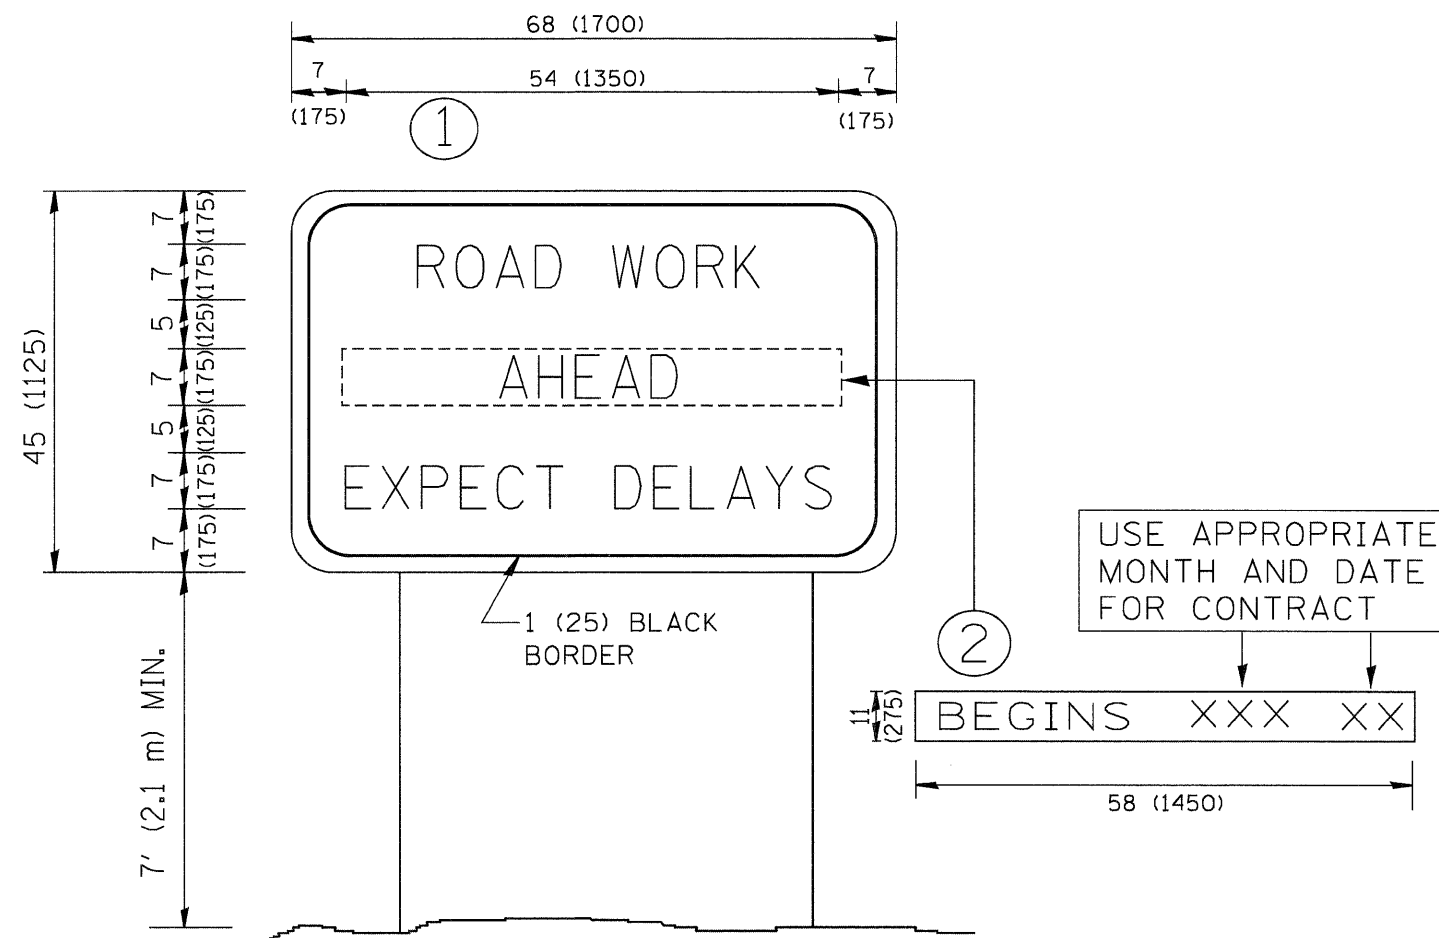 68 (1700)
7
54 (1350)
7
(175)
(175)
1
45 (1125)
7
(175)
7
(175)
5
(125)
7
(175)
5
(125)
7
(175)
7
(175)
ROAD WORK
AHEAD
EXPECT DELAYS
1 (25) BLACK
BORDER
7' (2.1 m) MIN.
2
USE APPROPRIATE
MONTH AND DATE
FOR CONTRACT
11
(275)
BEGINS XXX XX
58 (1450)